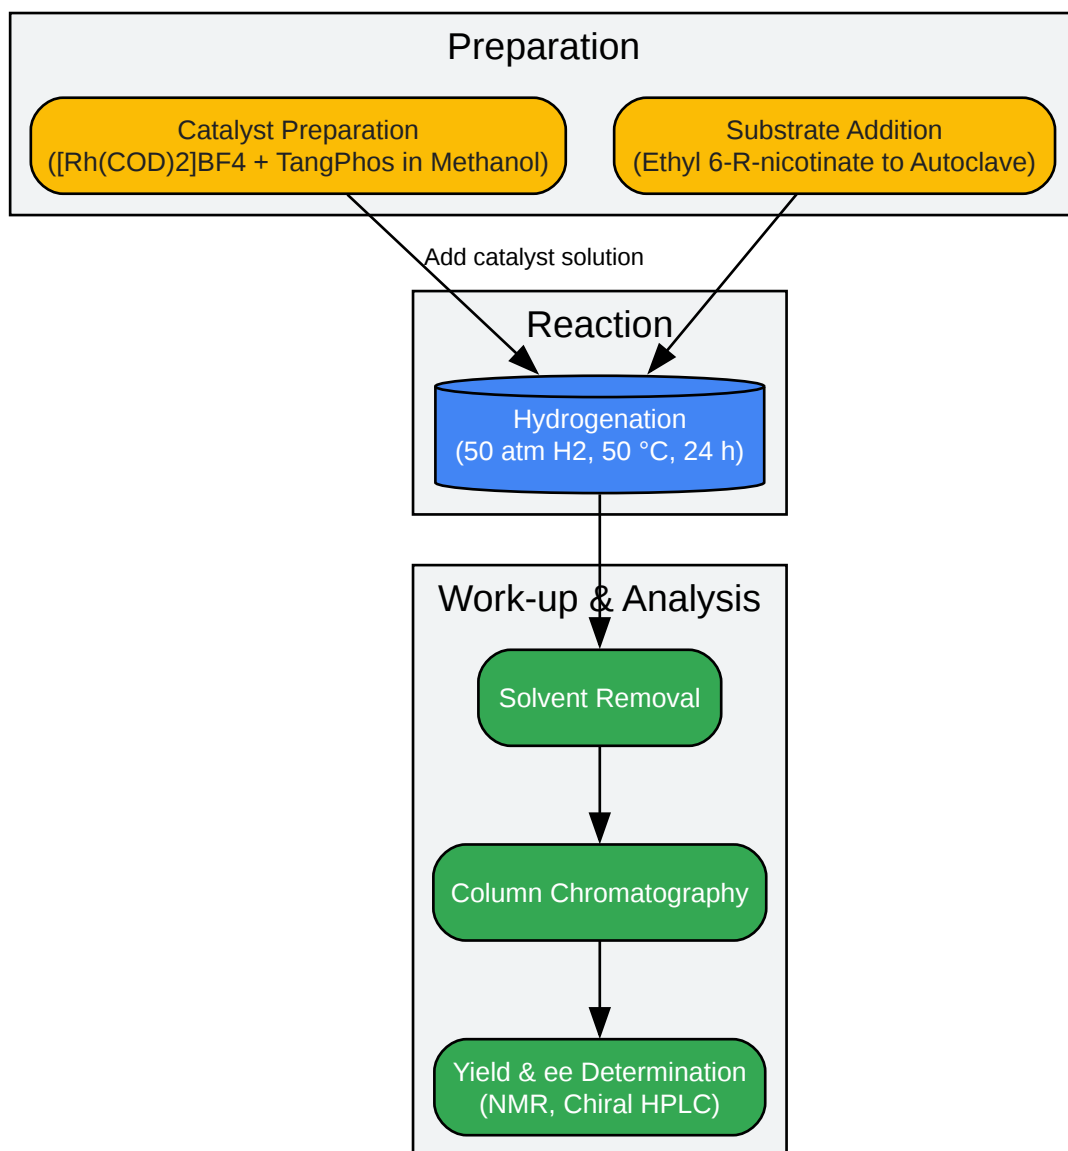 Preparation
Catalyst Preparation
([Rh(COD)2]BF4 + TangPhos in Methanol)
Substrate Addition
(Ethyl 6-R-nicotinate to Autoclave)
Add catalyst solution
Reaction
Hydrogenation
(50 atm H2, 50 °C, 24 h)
Work-up & Analysis
Solvent Removal
Column Chromatography
Yield & ee Determination
(NMR, Chiral HPLC)